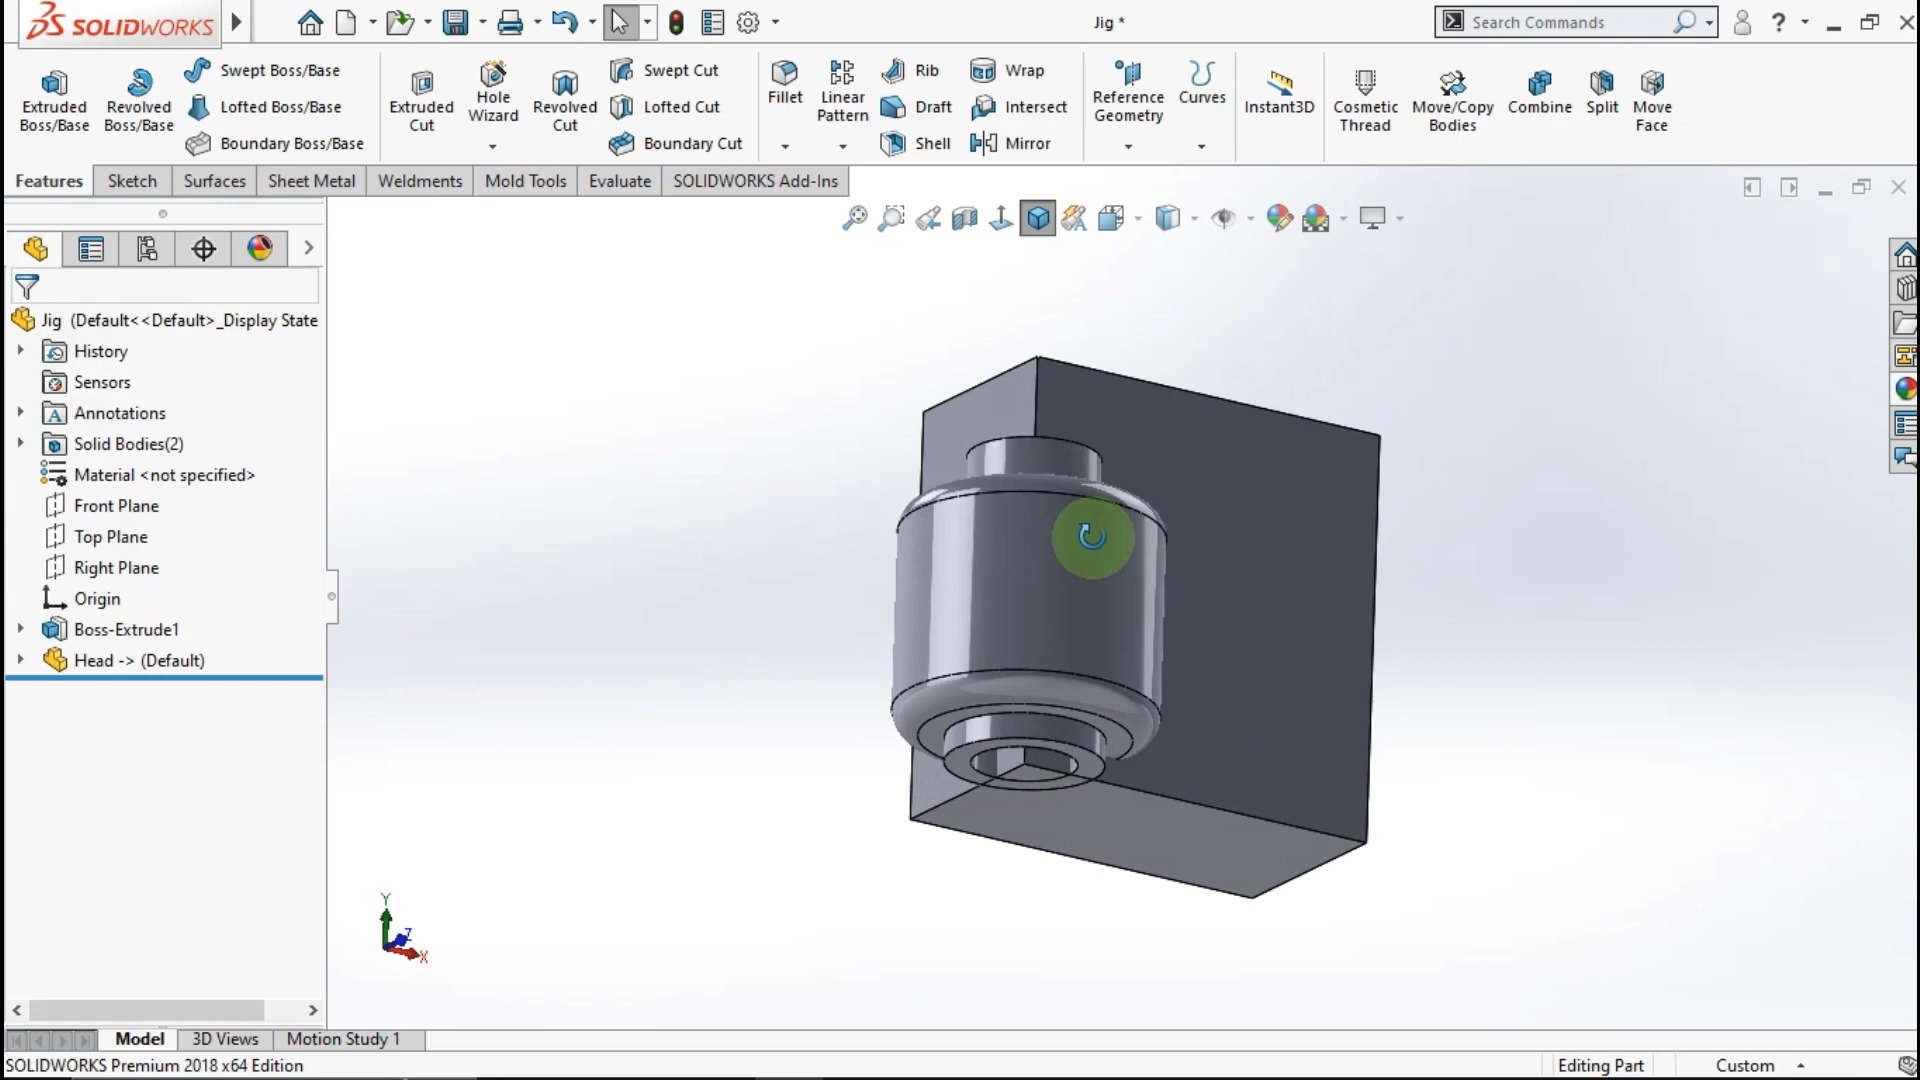 SOLIDWORKS
Jig *
Search Commands
Extruded Boss/Base
Revolved Boss/Base
Swept Boss/Base
Lofted Boss/Base
Boundary Boss/Base
Extruded Cut
Hole Wizard
Revolved Cut
Swept Cut
Lofted Cut
Boundary Cut
Fillet
Linear Pattern
Rib
Draft
Shell
Wrap
Intersect
Mirror
Reference Geometry
Curves
Instant3D
Cosmetic Thread
Move/Copy Bodies
Combine
Split
Move Face
Features
Sketch
Surfaces
Sheet Metal
Weldments
Mold Tools
Evaluate
SOLIDWORKS Add-Ins
Jig (Default<<Default>_Display State
History
Sensors
Annotations
Solid Bodies(2)
Material <not specified>
Front Plane
Top Plane
Right Plane
Origin
Boss-Extrude1
Head -> (Default)
Y
Z
X
Model
3D Views
Motion Study 1
SOLIDWORKS Premium 2018 x64 Edition
Editing Part
Custom